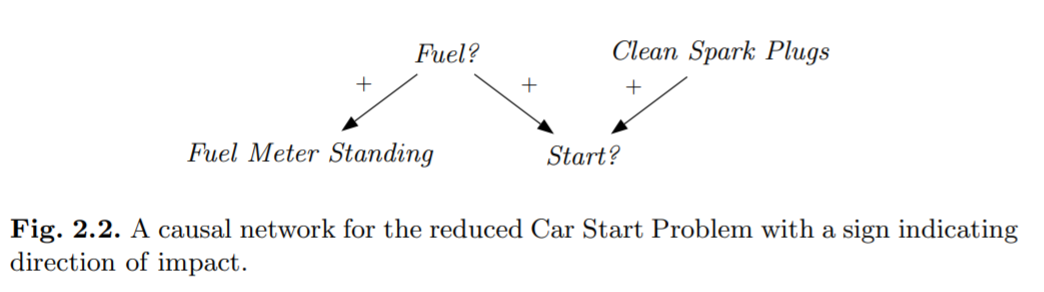 Fuel? Clean Spark Plugs
+ + +
Fuel Meter Standing Start?
Fig. 2.2. A causal network for the reduced Car Start Problem with a sign indicating
direction of impact.